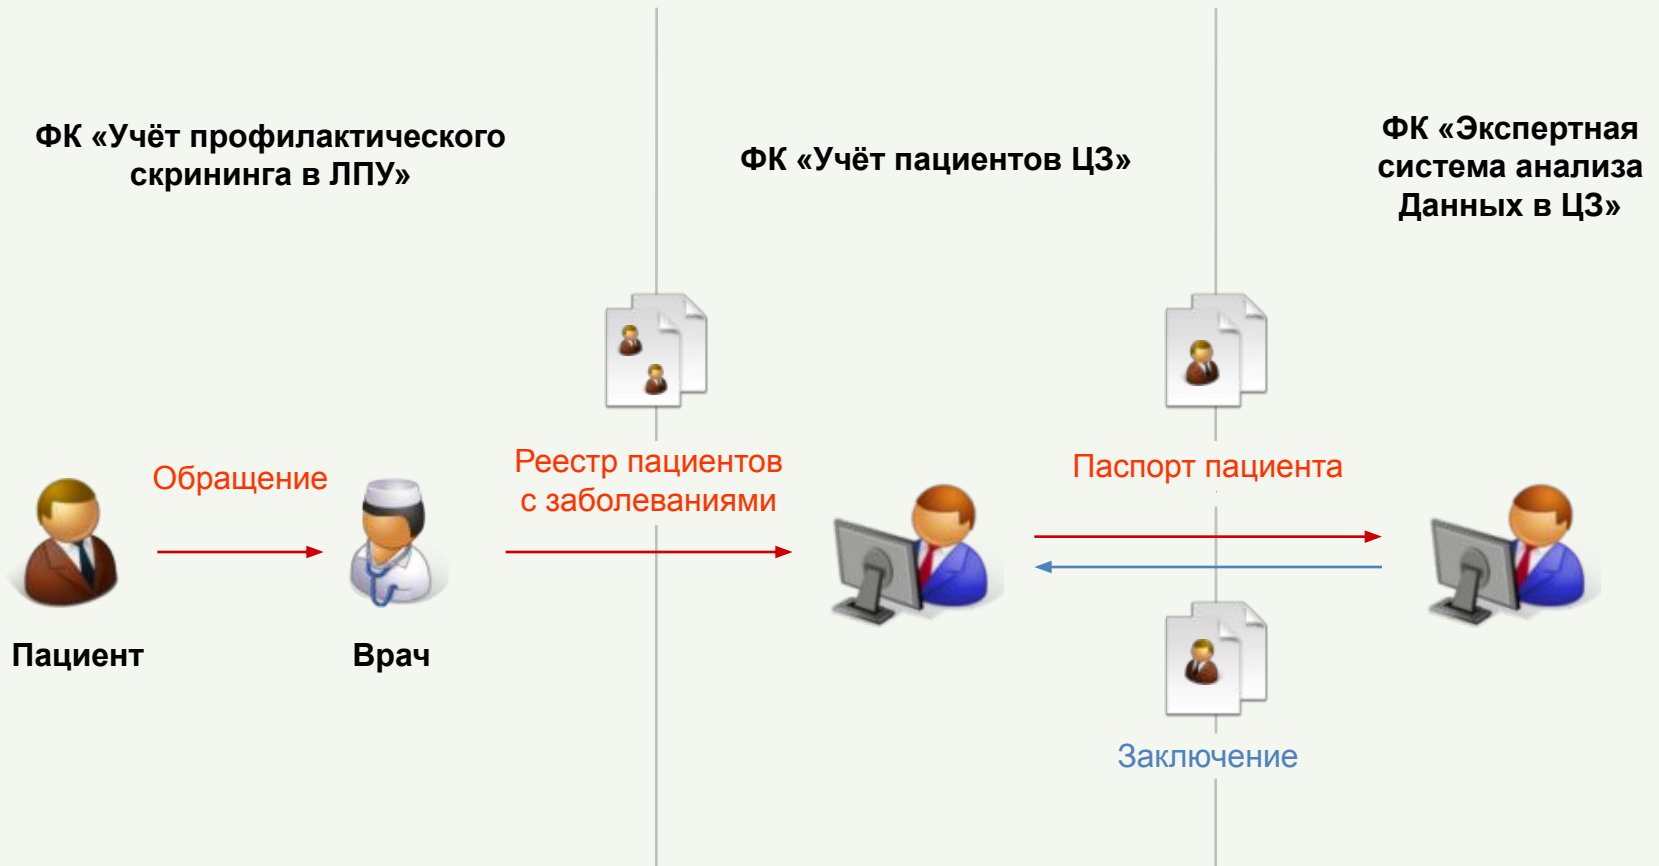 ФК «Учёт профилактического
скрининга в ЛПУ»
ФК «Учёт пациентов ЦЗ»
ФК «Экспертная
система анализа
Данных в ЦЗ»
Обращение
Реестр пациентов
с заболеваниями
Паспорт пациента
Пациент
Врач
Заключение